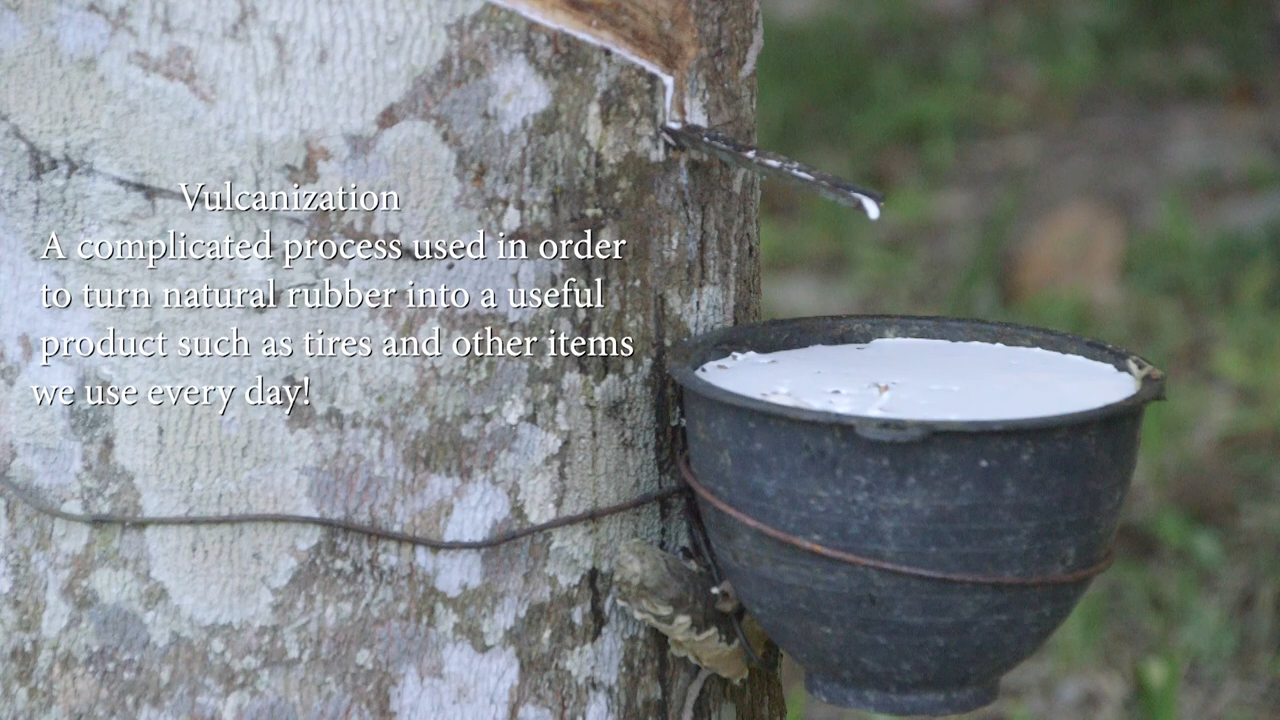 Vulcanization
A complicated process used in order
to turn natural rubber into a useful
product such as tires and other items
we use every day!